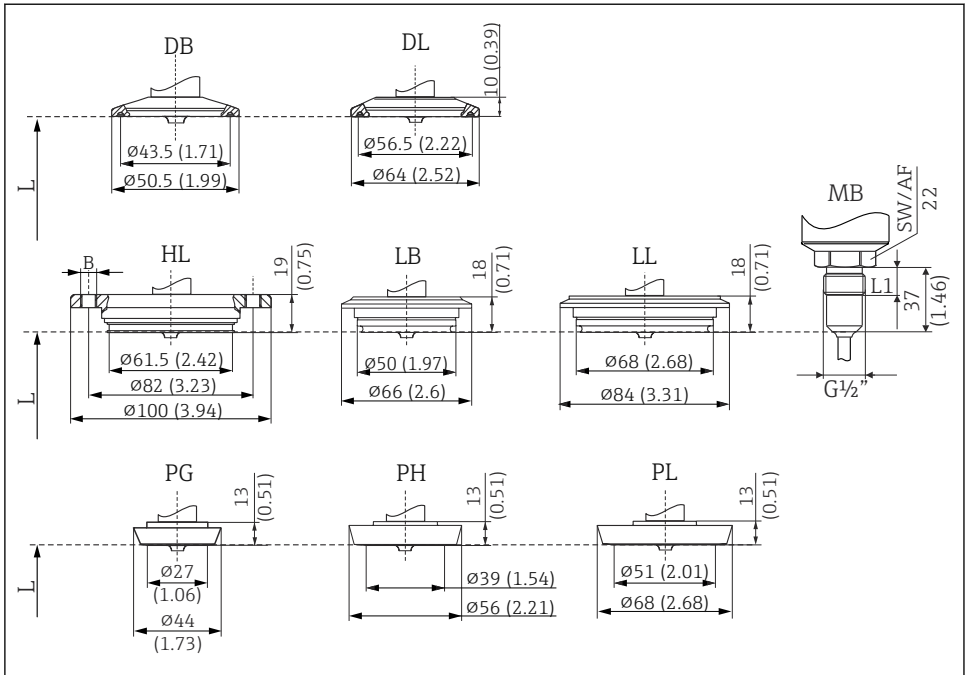 DB
DL
10 (0.39)
ø43.5 (1.71)
ø50.5 (1.99)
ø56.5 (2.22)
ø64 (2.52)
L
MB
SW/AF
22
HL
B
19
(0.75)
LB
18
(0.71)
LL
18
(0.71)
L1
37
(1.46)
ø61.5 (2.42)
ø82 (3.23)
ø100 (3.94)
ø50 (1.97)
ø66 (2.6)
ø68 (2.68)
ø84 (3.31)
G½"
L
PG
13
(0.51)
PH
13
(0.51)
PL
13
(0.51)
ø27
(1.06)
ø44
(1.73)
ø39 (1.54)
ø56 (2.21)
ø51 (2.01)
ø68 (2.68)
L